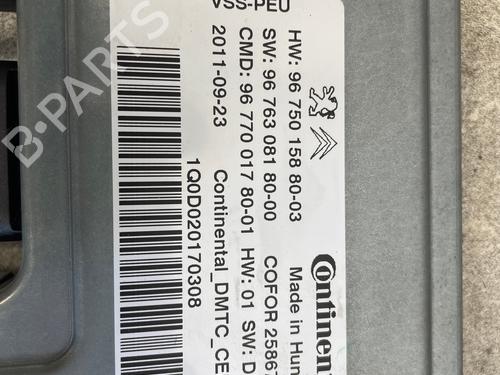 VSS-PEU
HW: 96 750 158 80-03
SW: 96 763 081 80-00
CMD: 96 770 017 80-01 HW: 01 SW: D
2011-09-23
Continental
Made in Hun
COFOR 25867
Continental_DMTC_CE
1Q0D020170308
B-PARTS